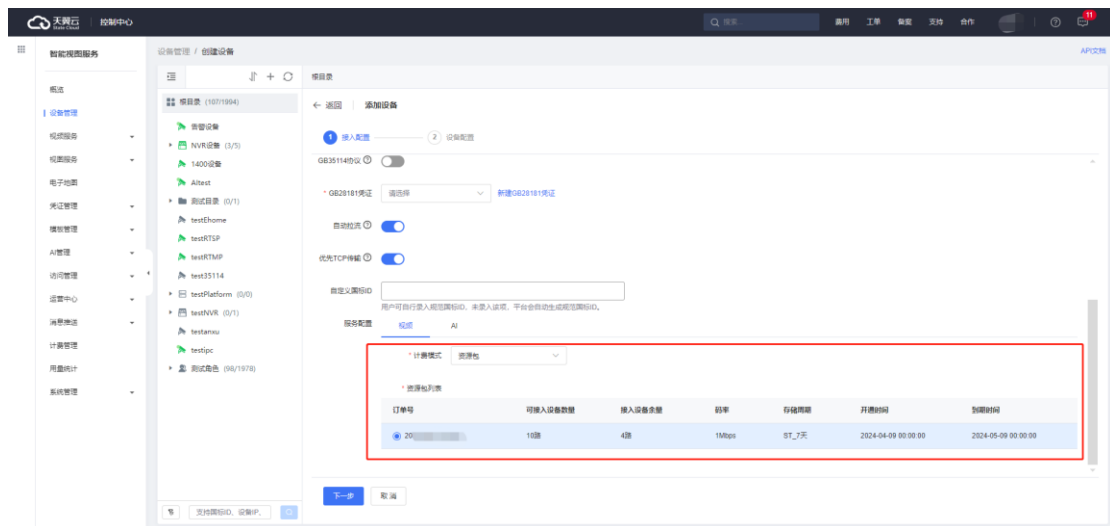 天翼云 控制中心 搜索... 费用 工单 备案 支持 合作 11
State Cloud
智能视图服务
概览
设备管理
视频服务
视图服务
电子地图
凭证管理
模板管理
AI管理
访问管理
运营中心
消息推送
计费管理
用量统计
系统管理
设备管理 / 创建设备 API文档
根目录 (107/1994)
告警设备
NVR设备 (3/5)
1400设备
AItest
测试目录 (0/1)
testEhome
testRTSP
testRTMP
test35114
testPlatform (0/0)
testNVR (0/1)
testanxu
testipc
测试角色 (98/1978)
支持国标ID、设备IP、
根目录
← 返回 添加设备
1 接入配置 2 设备配置
GB35114协议
* GB28181凭证 请选择 新建GB28181凭证
自动拉流
优先TCP传输
自定义国标ID
用户可自行录入规范国标ID，未录入该项，平台会自动生成规范国标ID。
服务配置 视频 AI
* 计费模式 资源包
* 资源包列表
订单号 可接入设备数量 接入设备余量 码率 存储周期 开通时间 到期时间
20 10路 4路 1Mbps ST_7天 2024-04-09 00:00:00 2024-05-09 00:00:00
下一步 取消